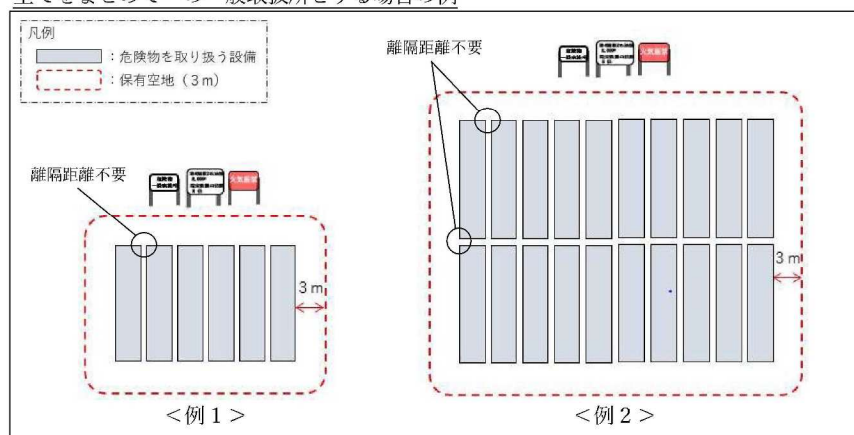 全てをまとめて一の一般取扱所とする場合の例
凡例
：危険物を取り扱う設備
：保有空地（３ｍ）
離隔距離不要
火気厳禁
３ｍ
＜例１＞
離隔距離不要
火気厳禁
３ｍ
＜例２＞